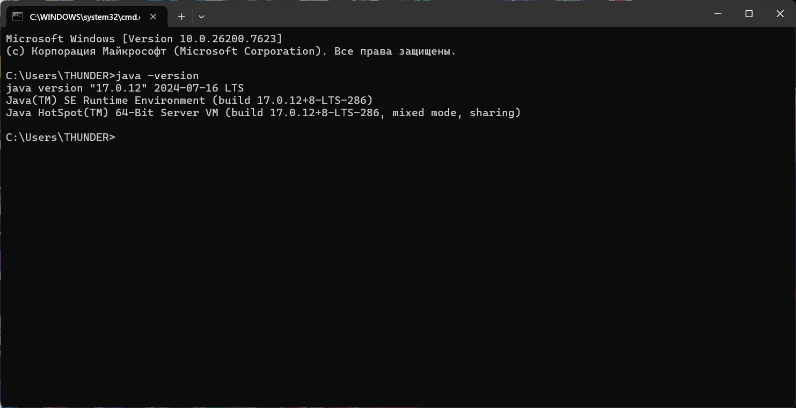 C:\WINDOWS\system32\cmd.
Microsoft Windows [Version 10.0.26200.7623]
(c) Корпорация Майкрософт (Microsoft Corporation). Все права защищены.
C:\Users\THUNDER>java -version
java version "17.0.12" 2024-07-16 LTS
Java(TM) SE Runtime Environment (build 17.0.12+8-LTS-286)
Java HotSpot(TM) 64-Bit Server VM (build 17.0.12+8-LTS-286, mixed mode, sharing)
C:\Users\THUNDER>